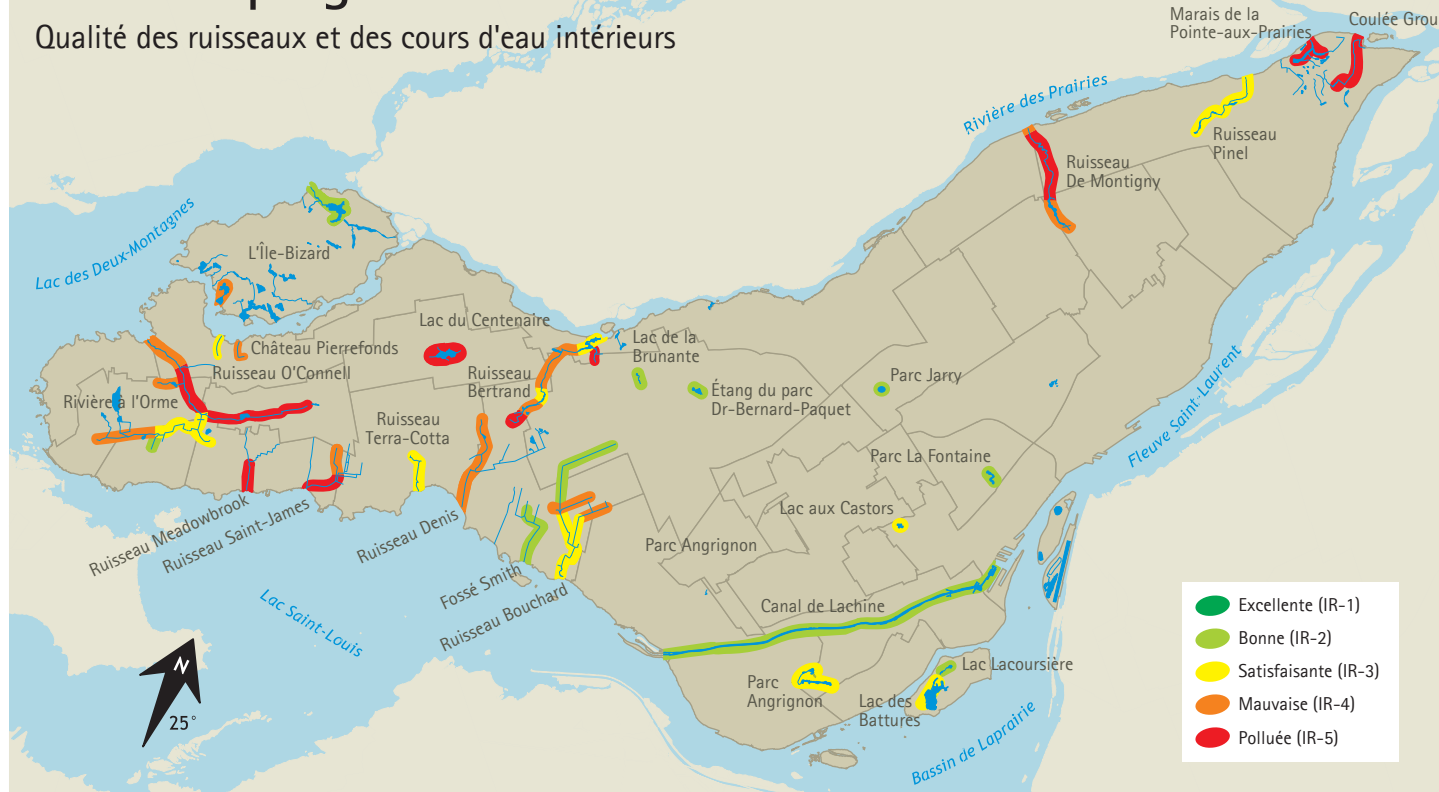 Qualité des ruisseaux et des cours d'eau intérieurs
Marais de la
Pointe-aux-Prairies
Coulée Grou
Rivière des Prairies
Ruisseau
Pinel
Ruisseau
De Montigny
Lac des Deux-Montagnes
L'Île-Bizard
Lac du Centenaire
Château Pierrefonds
Ruisseau O'Connell
Rivière à l'Orme
Ruisseau
Bertrand
Lac de la
Brunante
Étang du parc
Dr-Bernard-Paquet
Parc Jarry
Ruisseau
Terra-Cotta
Fleuve Saint-Laurent
Parc La Fontaine
Lac aux Castors
Ruisseau Meadowbrook
Ruisseau Saint-James
Ruisseau Denis
Parc Angrignon
Fossé Smith
Ruisseau Bouchard
Canal de Lachine
Lac Saint-Louis
Parc
Angrignon
Lac Lacoursière
Lac des
Battures
Bassin de Laprairie
N
25°
Excellente (IR-1)
Bonne (IR-2)
Satisfaisante (IR-3)
Mauvaise (IR-4)
Polluée (IR-5)